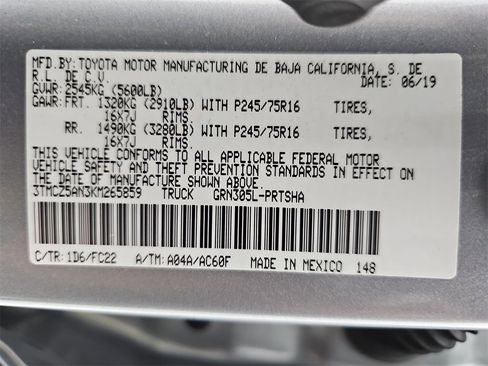 MFD.BY: TOYOTA MOTOR MANUFACTURING DE BAJA CALIFORNIA, S. DE
R.L. DE C.V. DATE: 06/19
GVWR: 2545KG (5600LB)
GAWR: FRT. 1320KG (2910LB) WITH P245/75R16 TIRES,
16X7J RIMS.
RR. 1490KG (3280LB) WITH P245/75R16 TIRES,
16X7J RIMS.
THIS VEHICLE CONFORMS TO ALL APPLICABLE FEDERAL MOTOR
VEHICLE SAFETY AND THEFT PREVENTION STANDARDS IN EFFECT ON
THE DATE OF MANUFACTURE SHOWN ABOVE.
3TMCZ5AN3KM265859 TRUCK GRN305L-PRTSHA
C/TR: 1D6/FC22 A/TM: A04A/AC60F MADE IN MEXICO 148